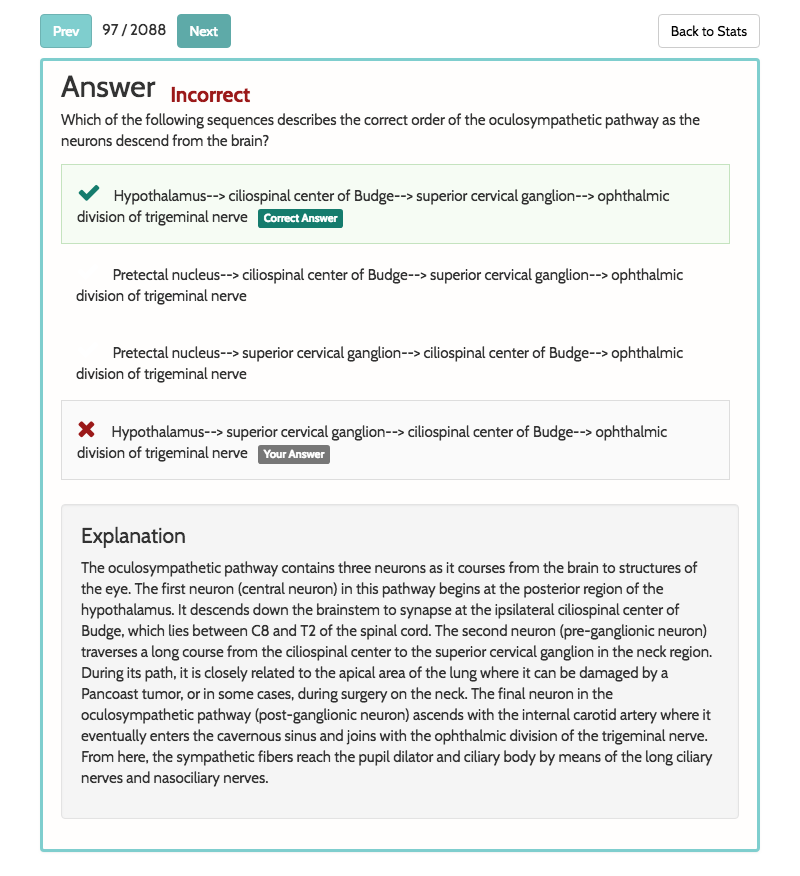 Prev 97 / 2088 Next Back to Stats
Answer Incorrect
Which of the following sequences describes the correct order of the oculosympathetic pathway as the
neurons descend from the brain?
Hypothalamus--> ciliospinal center of Budge--> superior cervical ganglion--> ophthalmic
division of trigeminal nerve Correct Answer
Pretectal nucleus--> ciliospinal center of Budge--> superior cervical ganglion--> ophthalmic
division of trigeminal nerve
Pretectal nucleus--> superior cervical ganglion--> ciliospinal center of Budge--> ophthalmic
division of trigeminal nerve
Hypothalamus--> superior cervical ganglion--> ciliospinal center of Budge--> ophthalmic
division of trigeminal nerve Your Answer
Explanation
The oculosympathetic pathway contains three neurons as it courses from the brain to structures of
the eye. The first neuron (central neuron) in this pathway begins at the posterior region of the
hypothalamus. It descends down the brainstem to synapse at the ipsilateral ciliospinal center of
Budge, which lies between C8 and T2 of the spinal cord. The second neuron (pre-ganglionic neuron)
traverses a long course from the ciliospinal center to the superior cervical ganglion in the neck region.
During its path, it is closely related to the apical area of the lung where it can be damaged by a
Pancoast tumor, or in some cases, during surgery on the neck. The final neuron in the
oculosympathetic pathway (post-ganglionic neuron) ascends with the internal carotid artery where it
eventually enters the cavernous sinus and joins with the ophthalmic division of the trigeminal nerve.
From here, the sympathetic fibers reach the pupil dilator and ciliary body by means of the long ciliary
nerves and nasociliary nerves.